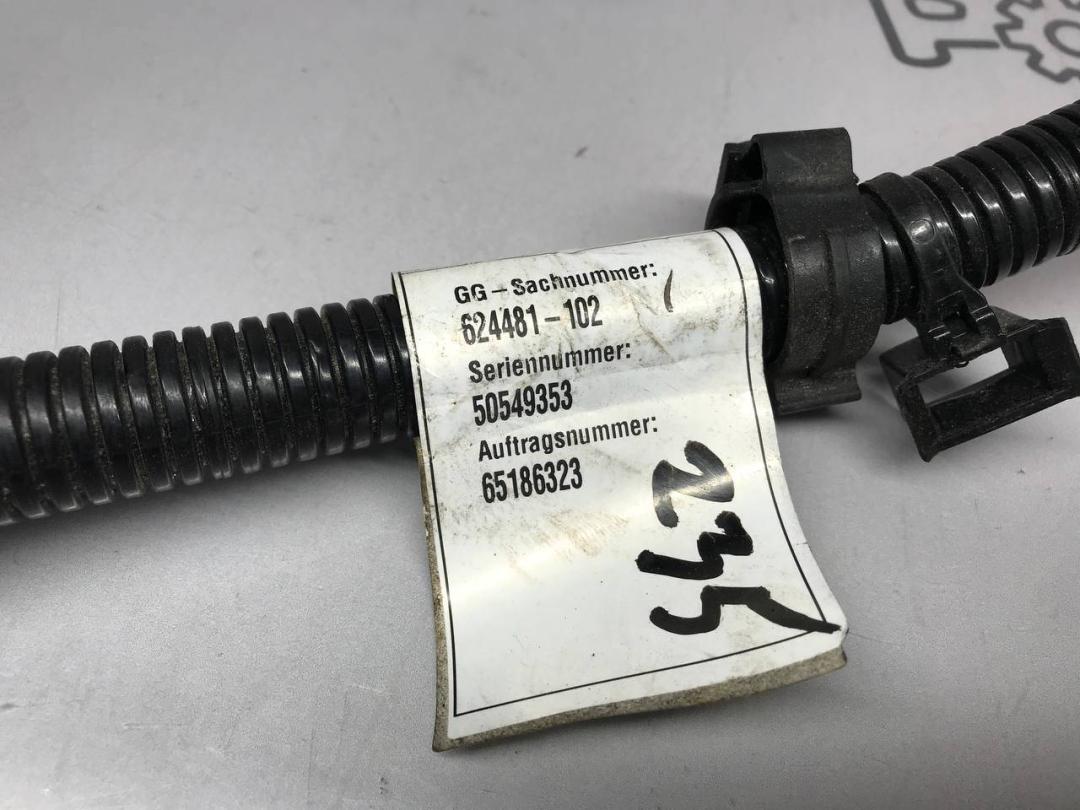 GG-Sachnummer:
624481-102
Seriennummer:
50549353
Auftragsnummer:
65186323
235